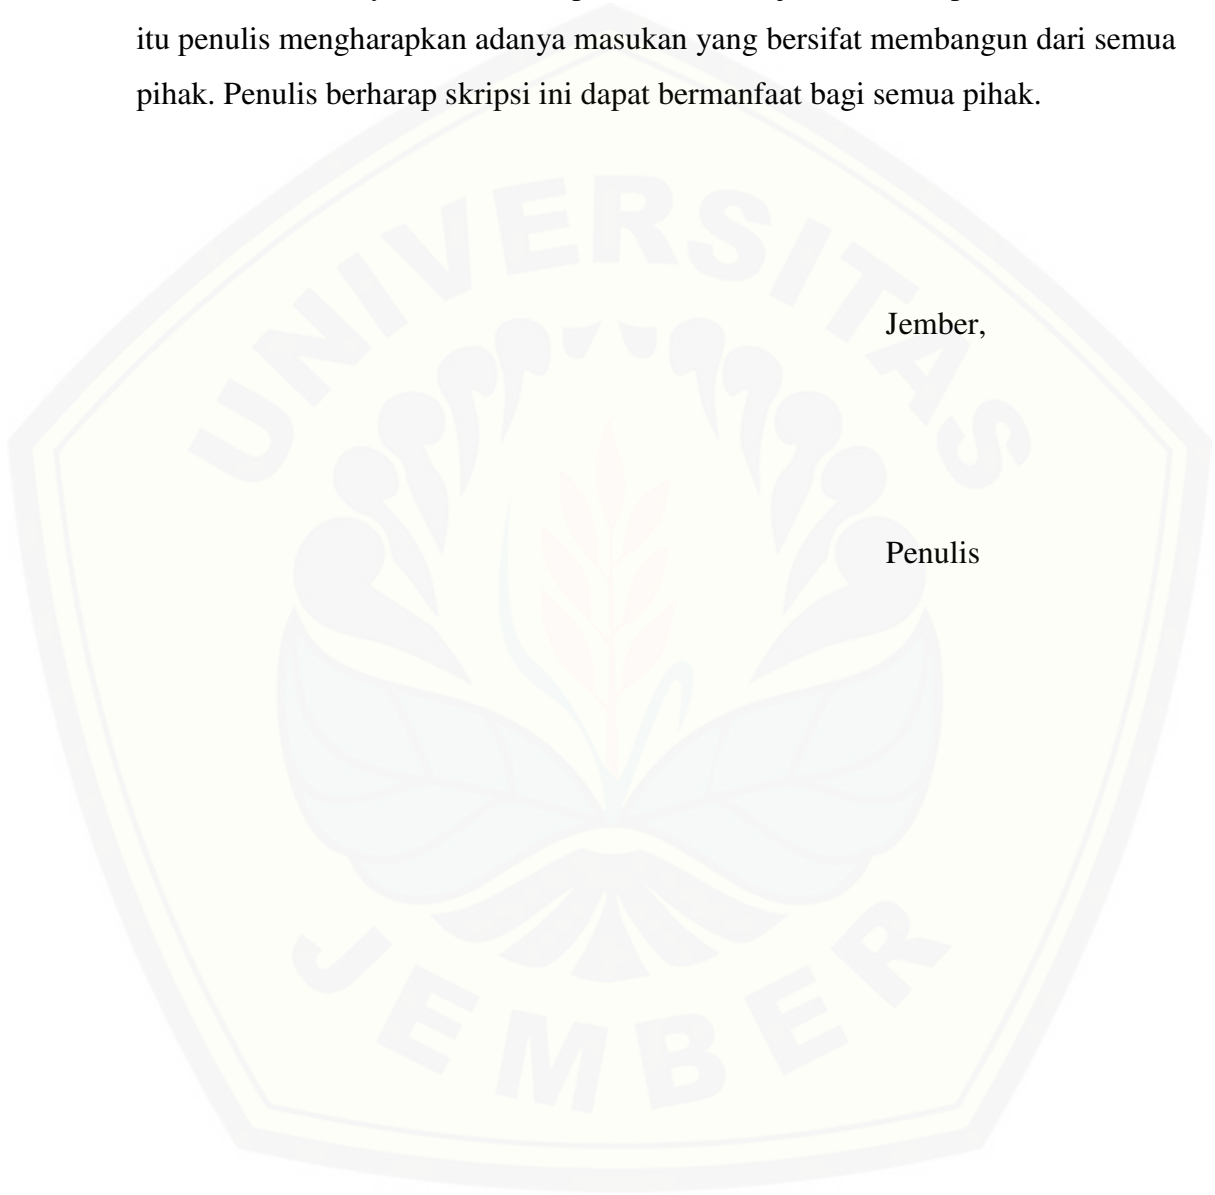 itu penulis mengharapkan adanya masukan yang bersifat membangun dari semua
pihak. Penulis berharap skripsi ini dapat bermanfaat bagi semua pihak.
UNIVERSITAS
Jember,
Penulis
JEMBER